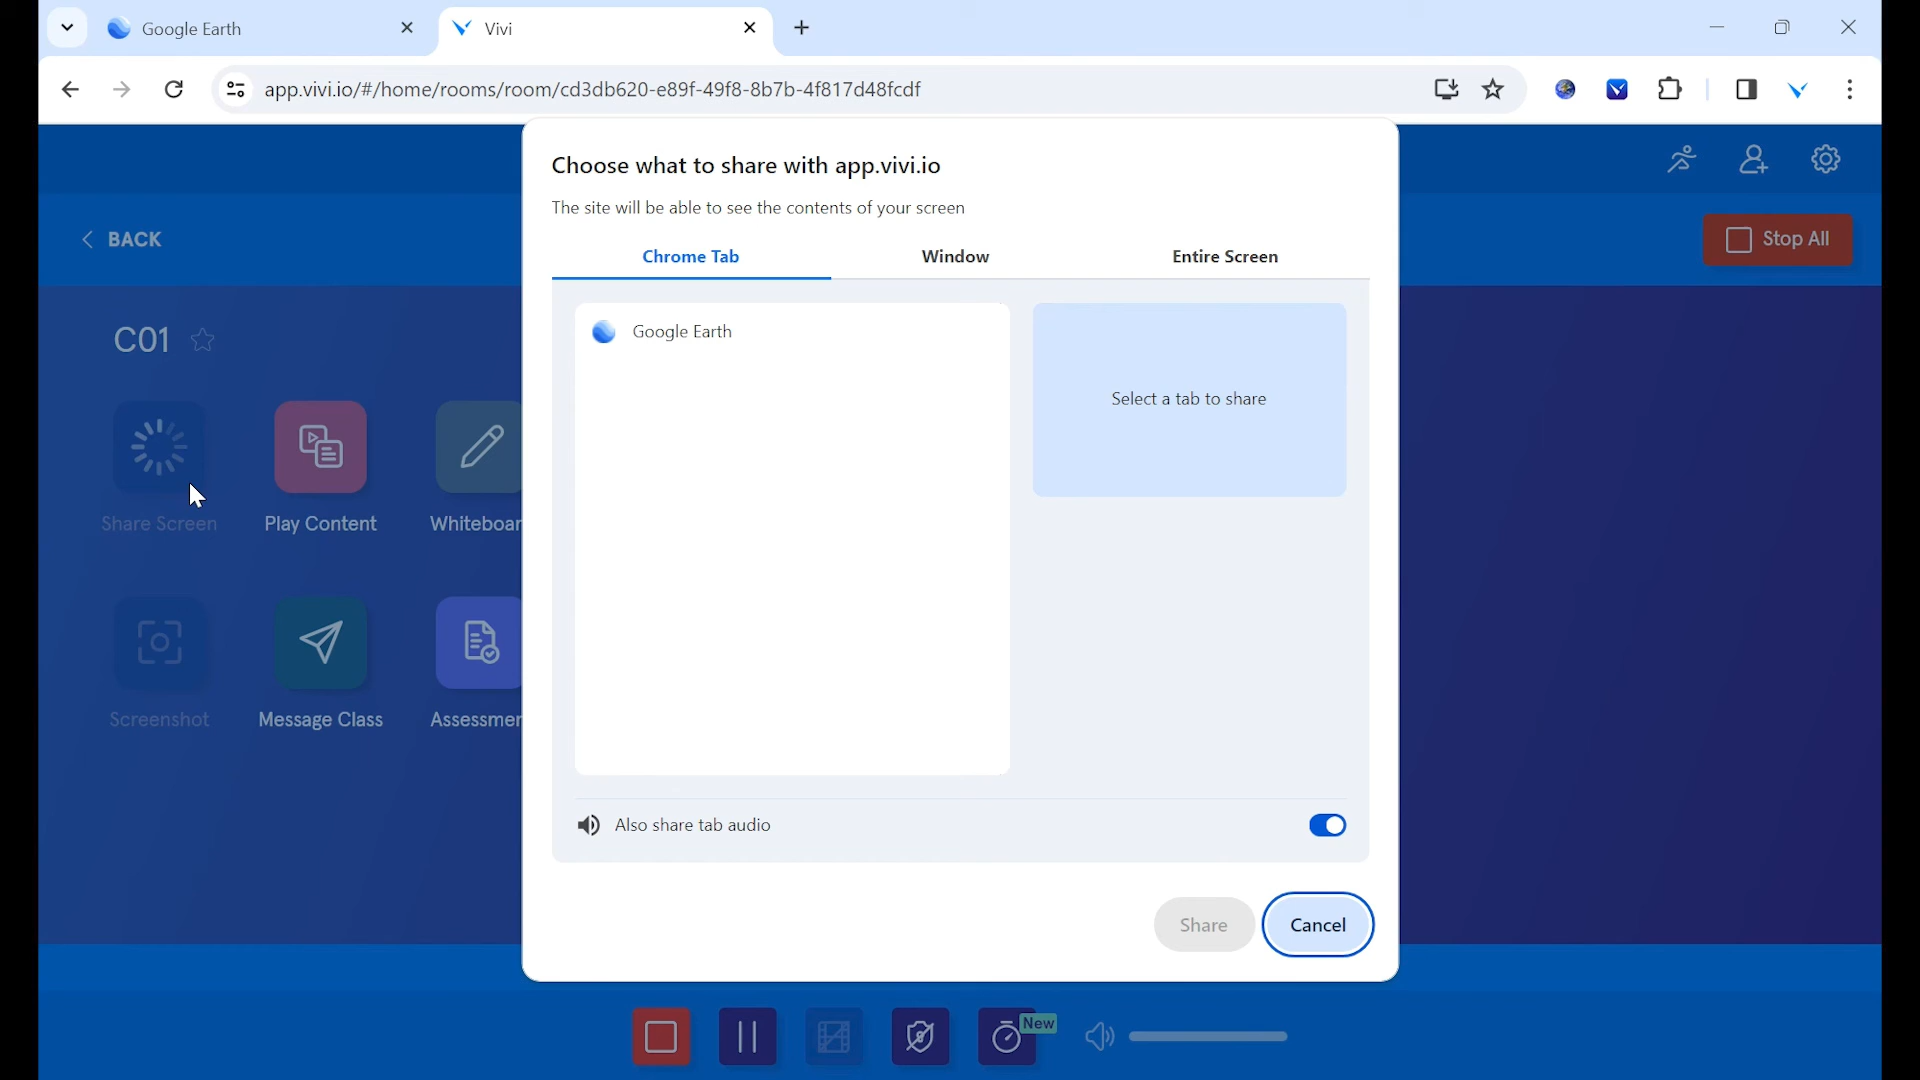 Google Earth
Vivi
app.vivi.io/#/home/rooms/room/cd3db620-e89f-49f8-8b7b-4f817d48fcdf
Choose what to share with app.vivi.io
The site will be able to see the contents of your screen
Chrome Tab
Window
Entire Screen
BACK
Stop All
Google Earth
Select a tab to share
C01
Share Screen
Play Content
Whiteboar
Screenshot
Message Class
Assessmen
Also share tab audio
Share
Cancel
New